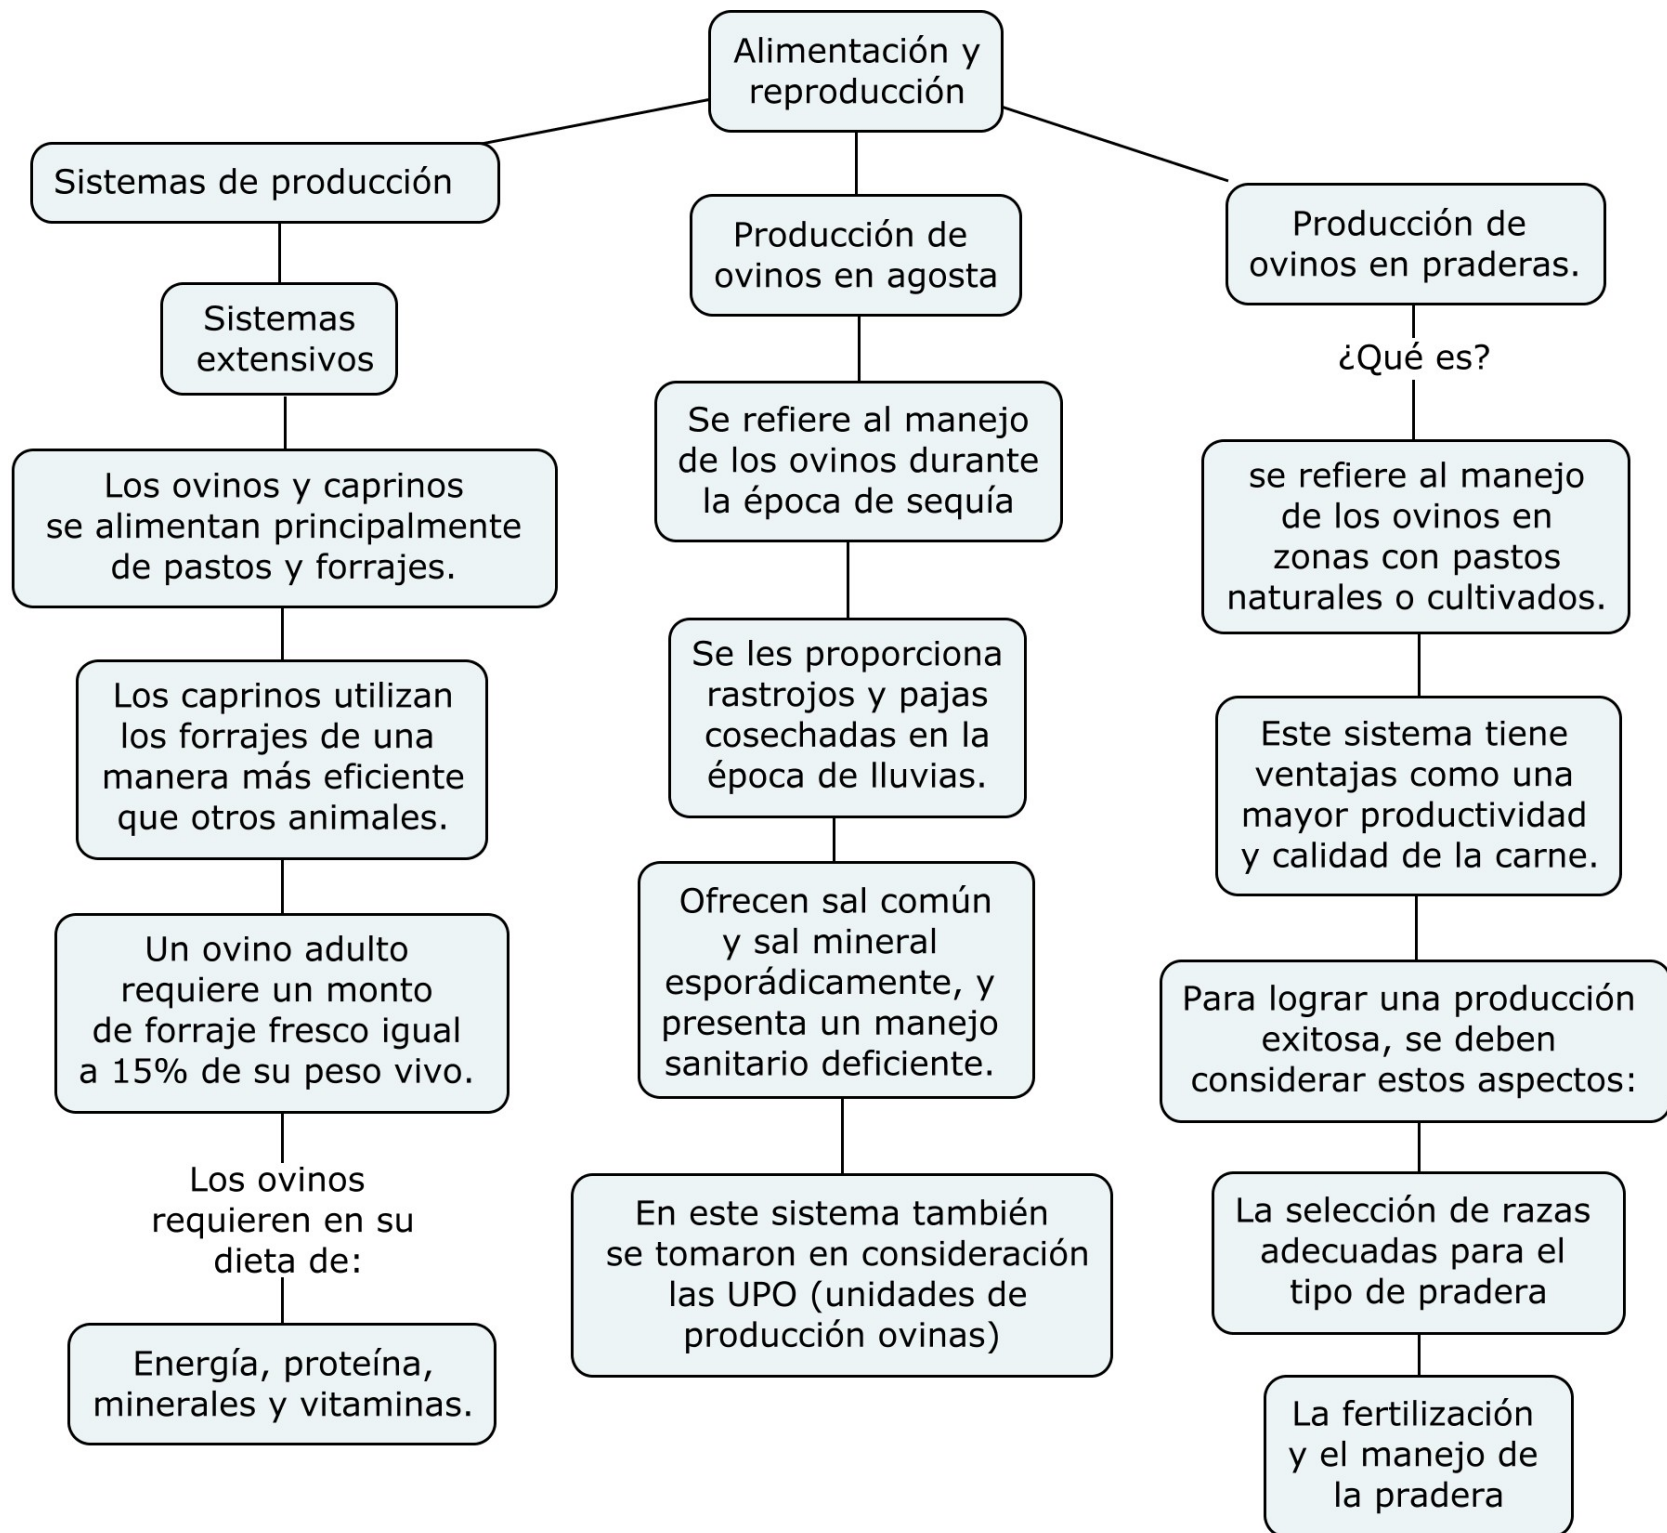 Alimentación y
reproducción
Sistemas de producción
Sistemas
extensivos
Los ovinos y caprinos
se alimentan principalmente
de pastos y forrajes.
Los caprinos utilizan
los forrajes de una
manera más eficiente
que otros animales.
Un ovino adulto
requiere un monto
de forraje fresco igual
a 15% de su peso vivo.
Los ovinos
requieren en su
dieta de:
Energía, proteína,
minerales y vitaminas.
Producción de
ovinos en agosta
Se refiere al manejo
de los ovinos durante
la época de sequía
Se les proporciona
rastrojos y pajas
cosechadas en la
época de lluvias.
Ofrecen sal común
y sal mineral
esporádicamente, y
presenta un manejo
sanitario deficiente.
En este sistema también
se tomaron en consideración
las UPO (unidades de
producción ovinas)
Producción de
ovinos en praderas.
¿Qué es?
se refiere al manejo
de los ovinos en
zonas con pastos
naturales o cultivados.
Este sistema tiene
ventajas como una
mayor productividad
y calidad de la carne.
Para lograr una producción
exitosa, se deben
considerar estos aspectos:
La selección de razas
adecuadas para el
tipo de pradera
La fertilización
y el manejo de
la pradera